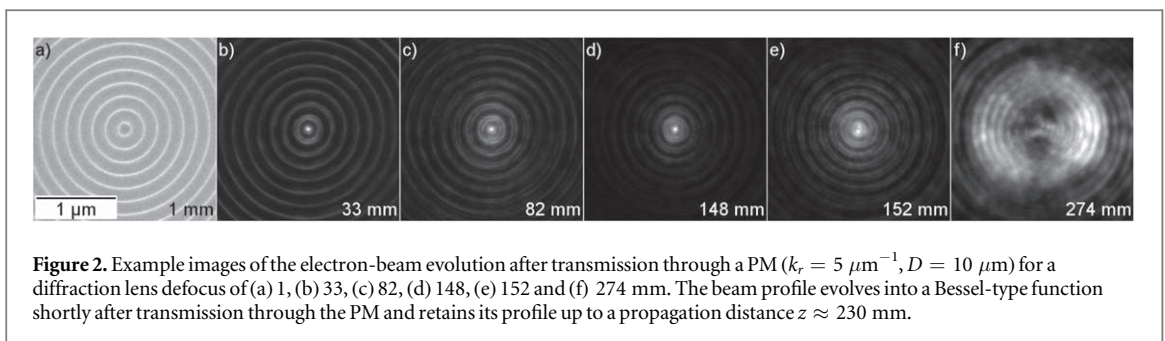 a) b) c) d) e) f)
1 μm 1 mm 33 mm 82 mm 148 mm 152 mm 274 mm
Figure 2. Example images of the electron-beam evolution after transmission through a PM (kᵣ = 5 μm⁻¹, D = 10 μm) for a
diffraction lens defocus of (a) 1, (b) 33, (c) 82, (d) 148, (e) 152 and (f) 274 mm. The beam profile evolves into a Bessel-type function
shortly after transmission through the PM and retains its profile up to a propagation distance z ≈ 230 mm.